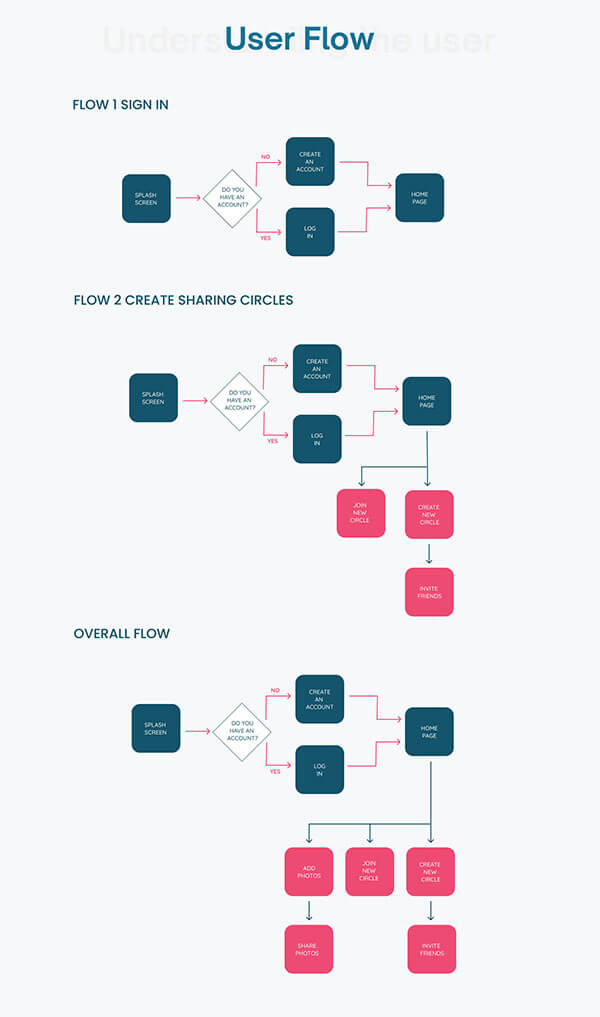 Understanding the user
User Flow
FLOW 1 SIGN IN
SPLASH
SCREEN
DO YOU
HAVE AN
ACCOUNT?
NO
YES
CREATE
AN
ACCOUNT
LOG
IN
HOME
PAGE
FLOW 2 CREATE SHARING CIRCLES
SPLASH
SCREEN
DO YOU
HAVE AN
ACCOUNT?
NO
YES
CREATE
AN
ACCOUNT
LOG
IN
HOME
PAGE
JOIN
NEW
CIRCLE
CREATE
NEW
CIRCLE
INVITE
FRIENDS
OVERALL FLOW
SPLASH
SCREEN
DO YOU
HAVE AN
ACCOUNT?
NO
YES
CREATE
AN
ACCOUNT
LOG
IN
HOME
PAGE
ADD
PHOTOS
JOIN
NEW
CIRCLE
CREATE
NEW
CIRCLE
SHARE
PHOTOS
INVITE
FRIENDS